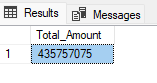 Results Messages
Total_Amount
1 435757075